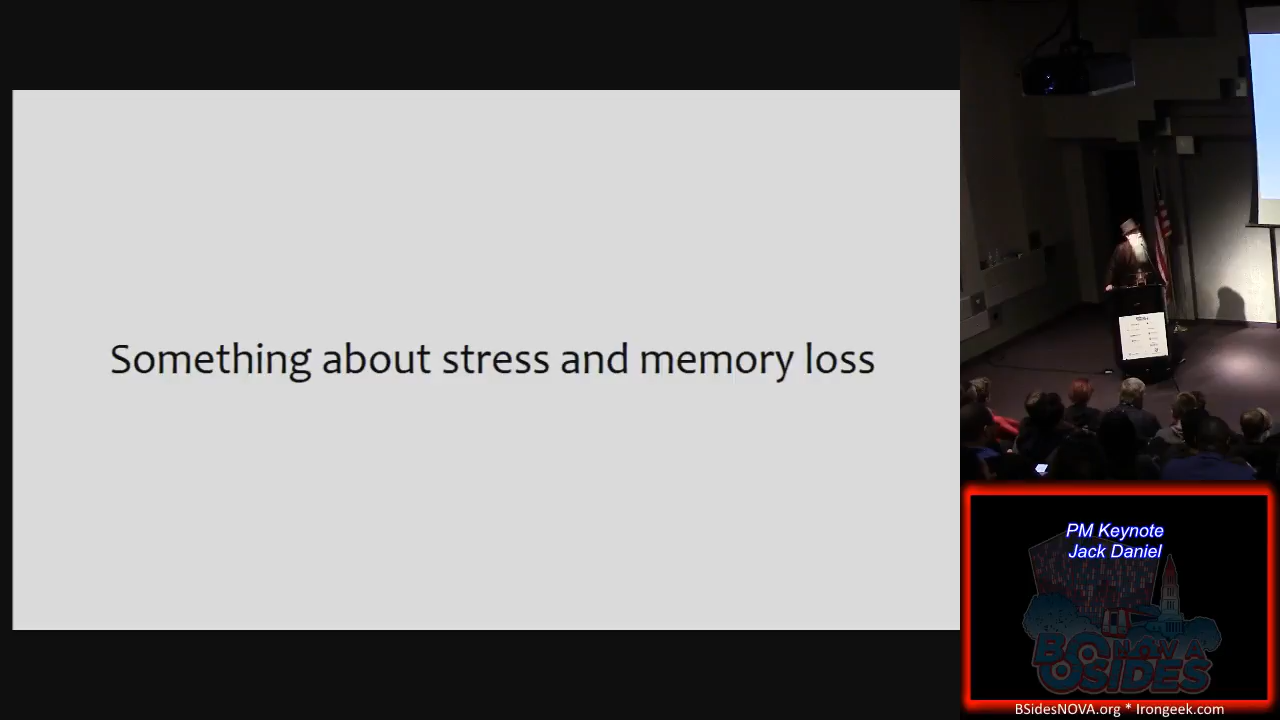 Something about stress and memory loss
PM Keynote
Jack Daniel
BSIDES
NOVA
BSidesNOVA.org * Irongeek.com